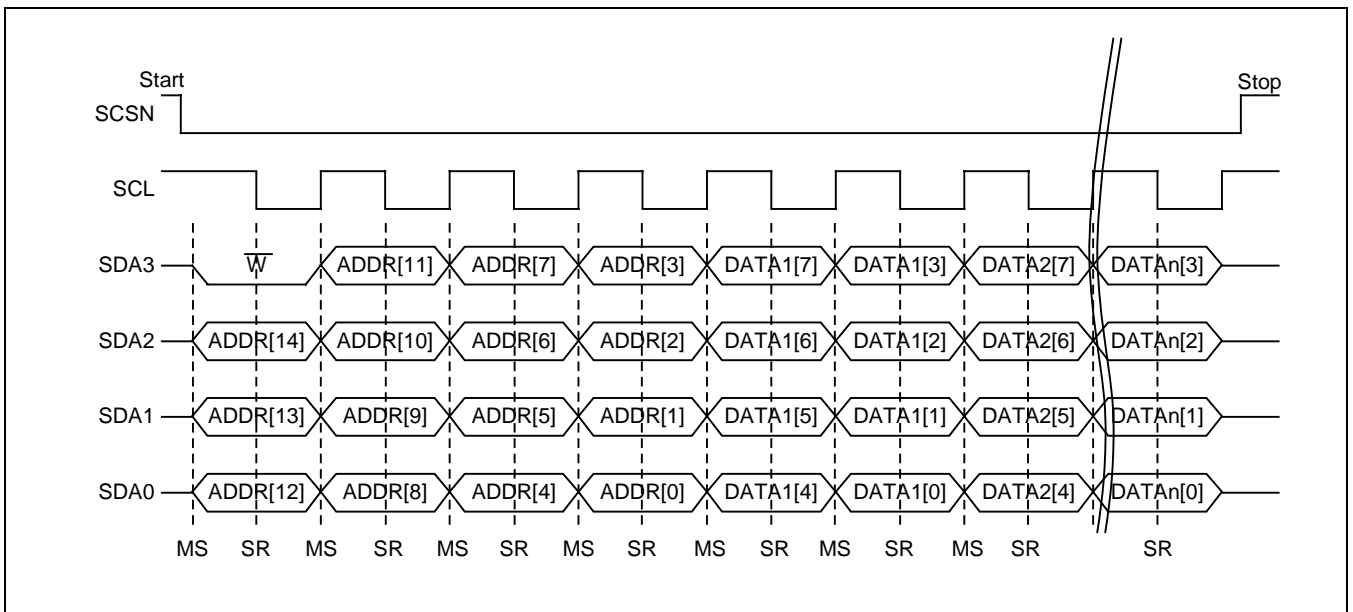 Start
Stop
SCSN
SCL
SDA3 W ADDR[11] ADDR[7] ADDR[3] DATA1[7] DATA1[3] DATA2[7] DATAn[3]
SDA2 ADDR[14] ADDR[10] ADDR[6] ADDR[2] DATA1[6] DATA1[2] DATA2[6] DATAn[2]
SDA1 ADDR[13] ADDR[9] ADDR[5] ADDR[1] DATA1[5] DATA1[1] DATA2[5] DATAn[1]
SDA0 ADDR[12] ADDR[8] ADDR[4] ADDR[0] DATA1[4] DATA1[0] DATA2[4] DATAn[0]
MS SR MS SR MS SR MS SR MS SR MS SR MS SR SR